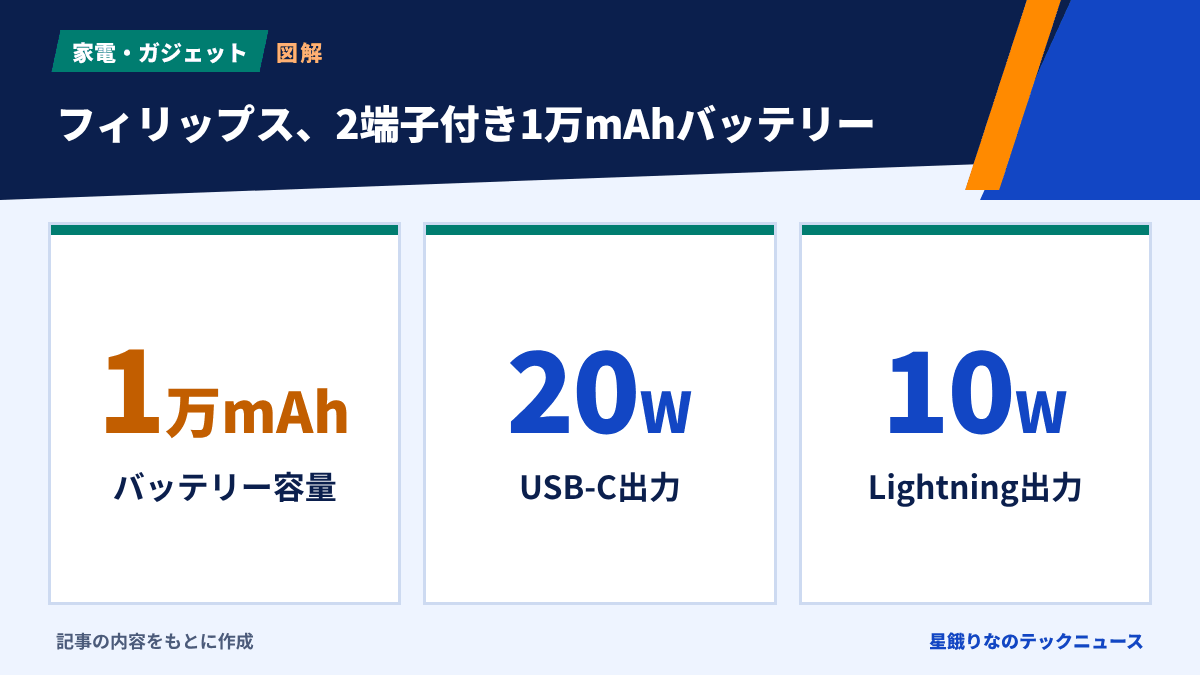 家電・ガジェット 図解
フィリップス、2端子付き1万mAhバッテリー
1万mAh
バッテリー容量
20W
USB-C出力
10W
Lightning出力
記事の内容をもとに作成
星餓りなのテックニュース